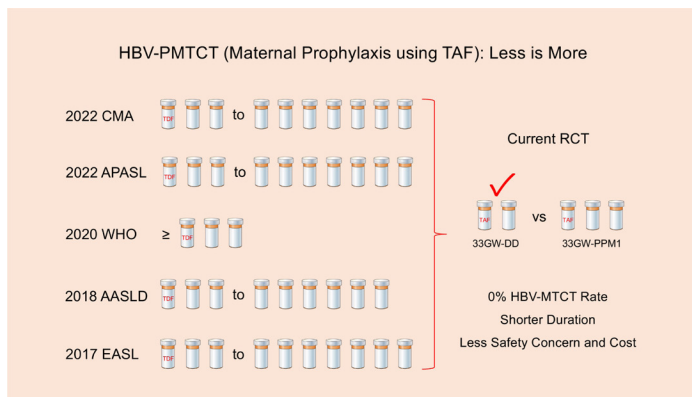 HBV-PMTCT (Maternal Prophylaxis using TAF): Less is More
2022 CMA TDF to
2022 APASL TDF to
2020 WHO ≥ TDF
2018 AASLD TDF to
2017 EASL TDF to
Current RCT
TAF vs TAF
33GW-DD 33GW-PPM1
0% HBV-MTCT Rate
Shorter Duration
Less Safety Concern and Cost